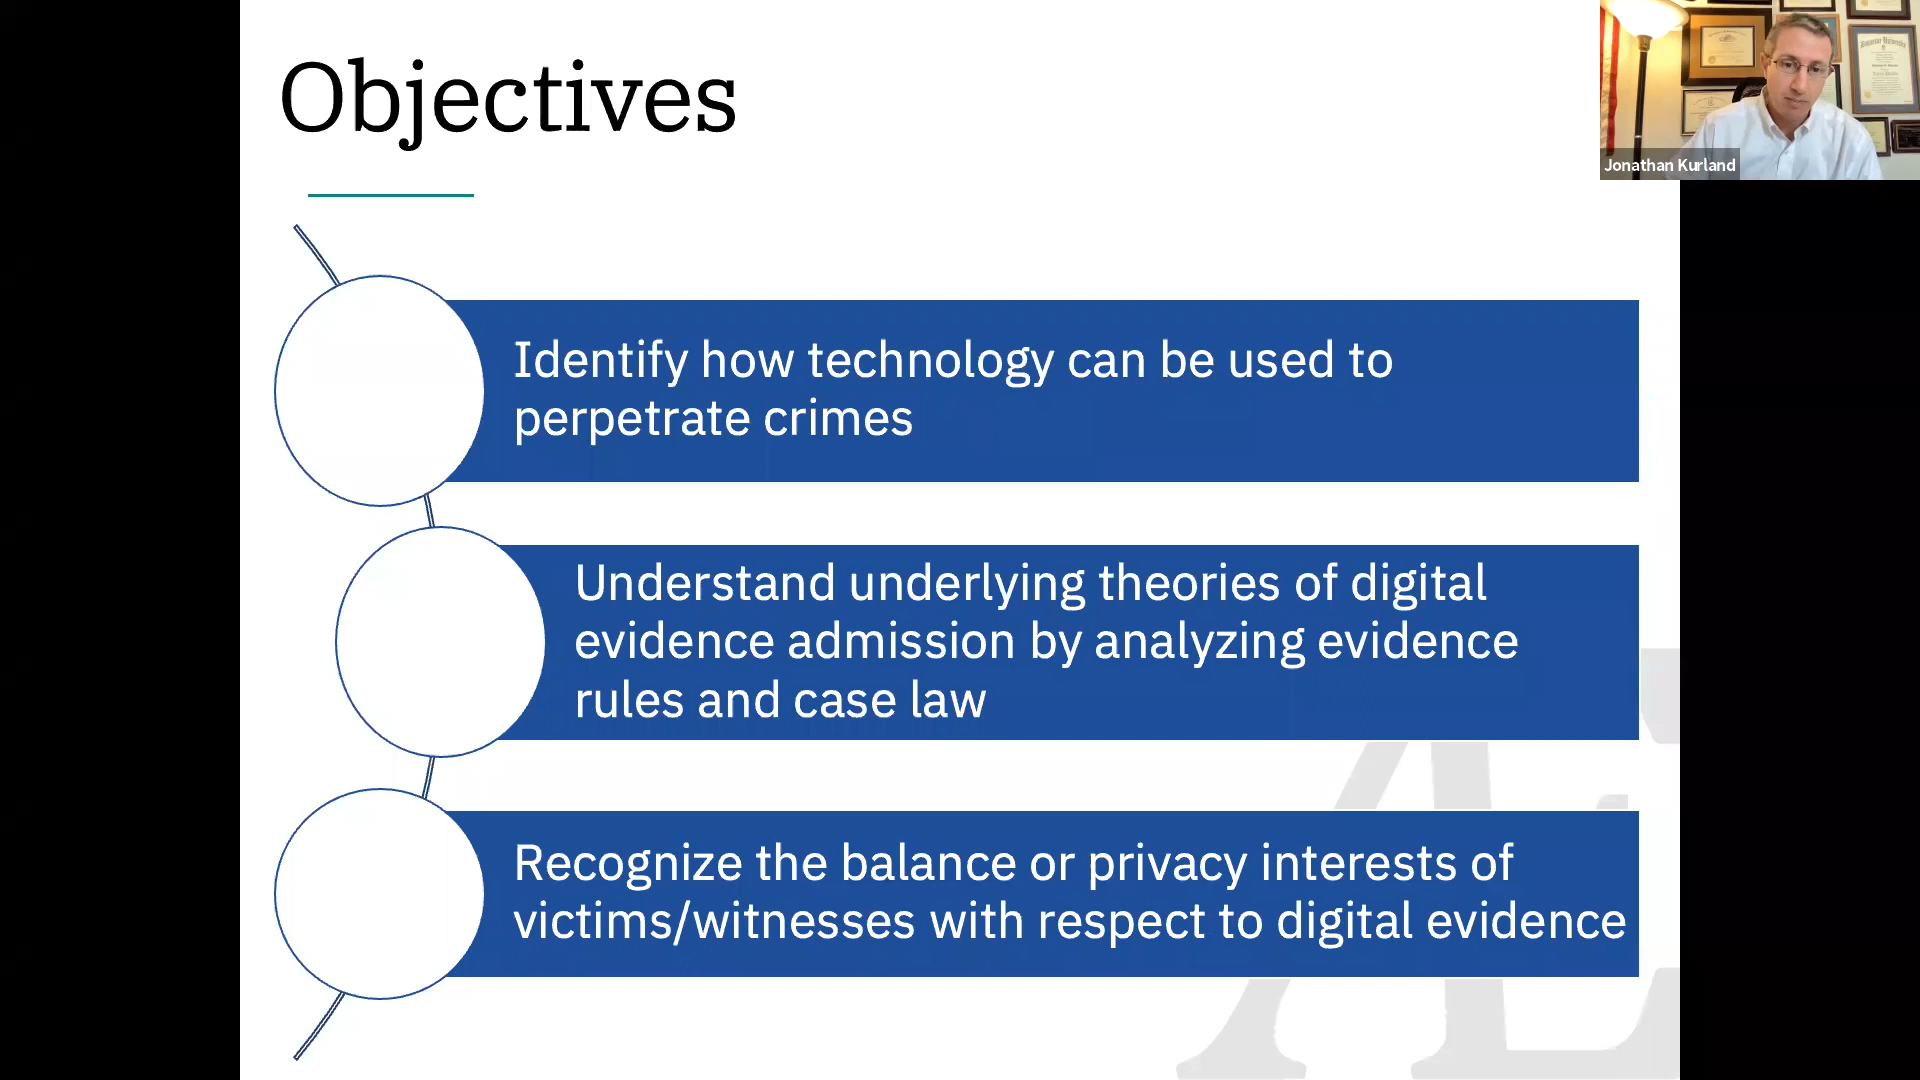 Objectives
Jonathan Kurland
Identify how technology can be used to
perpetrate crimes
Understand underlying theories of digital
evidence admission by analyzing evidence
rules and case law
Recognize the balance or privacy interests of
victims/witnesses with respect to digital evidence
Æ